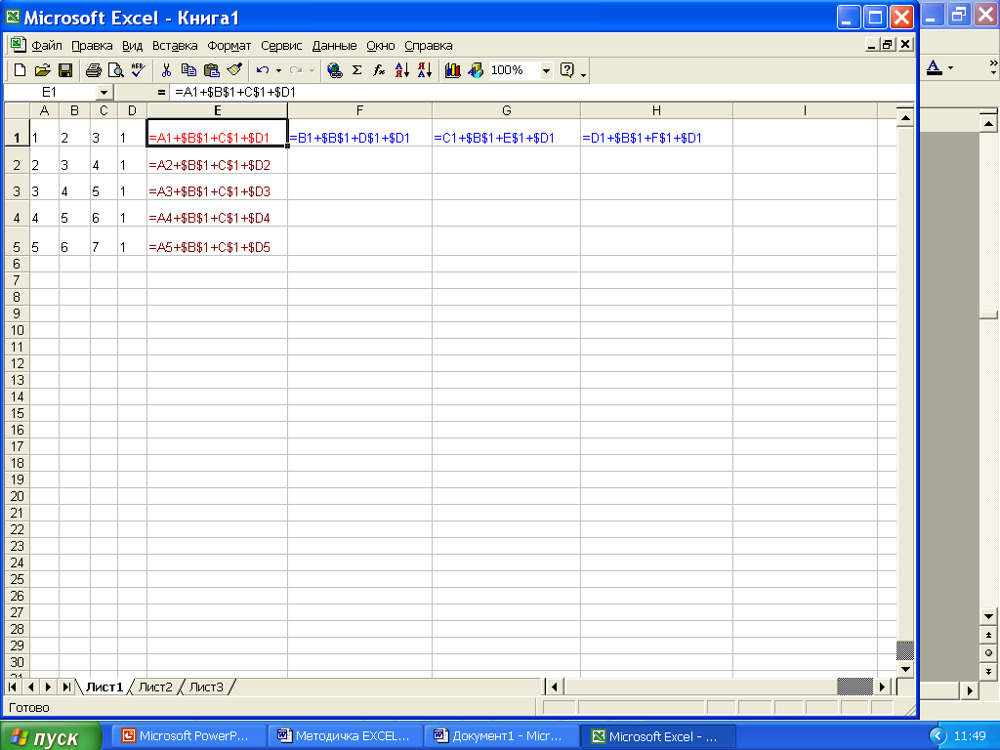 Microsoft Excel - Книга1
Файл Правка Вид Вставка Формат Сервис Данные Окно Справка
100%
E1 = =A1+$B$1+C$1+$D1
A B C D E F G H I
1 1 2 3 1 =A1+$B$1+C$1+$D1 =B1+$B$1+D$1+$D1 =C1+$B$1+E$1+$D1 =D1+$B$1+F$1+$D1
2 2 3 4 1 =A2+$B$1+C$1+$D2
3 3 4 5 1 =A3+$B$1+C$1+$D3
4 4 5 6 1 =A4+$B$1+C$1+$D4
5 5 6 7 1 =A5+$B$1+C$1+$D5
6
7
8
9
10
11
12
13
14
15
16
17
18
19
20
21
22
23
24
25
26
27
28
29
30
31
Лист1 Лист2 Лист3
Готово
пуск Microsoft PowerP... Методичка EXCEL... Документ1 - Micr... Microsoft Excel - ... 11:49